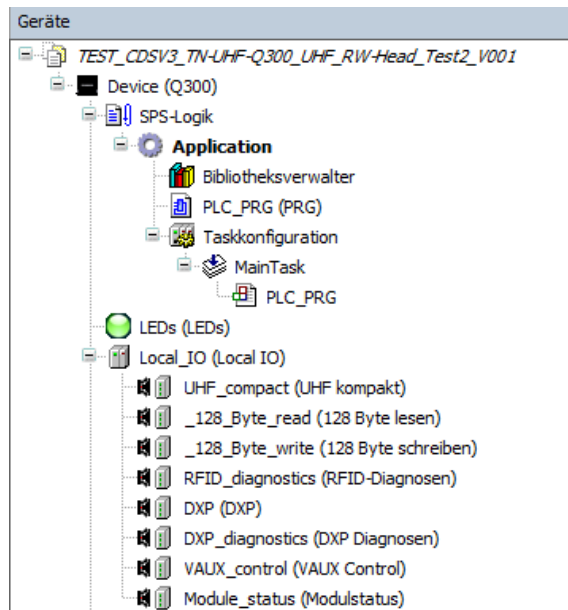 Geräte
TEST_CDSV3_TN-UHF-Q300_UHF_RW-Head_Test2_V001
Device (Q300)
SPS-Logik
Application
Bibliotheksverwalter
PLC_PRG (PRG)
Taskkonfiguration
MainTask
PLC_PRG
LEDs (LEDs)
Local_IO (Local IO)
UHF_compact (UHF kompakt)
_128_Byte_read (128 Byte lesen)
_128_Byte_write (128 Byte schreiben)
RFID_diagnostics (RFID-Diagnosen)
DXP (DXP)
DXP_diagnostics (DXP Diagnosen)
VAUX_control (VAUX Control)
Module_status (Modulstatus)